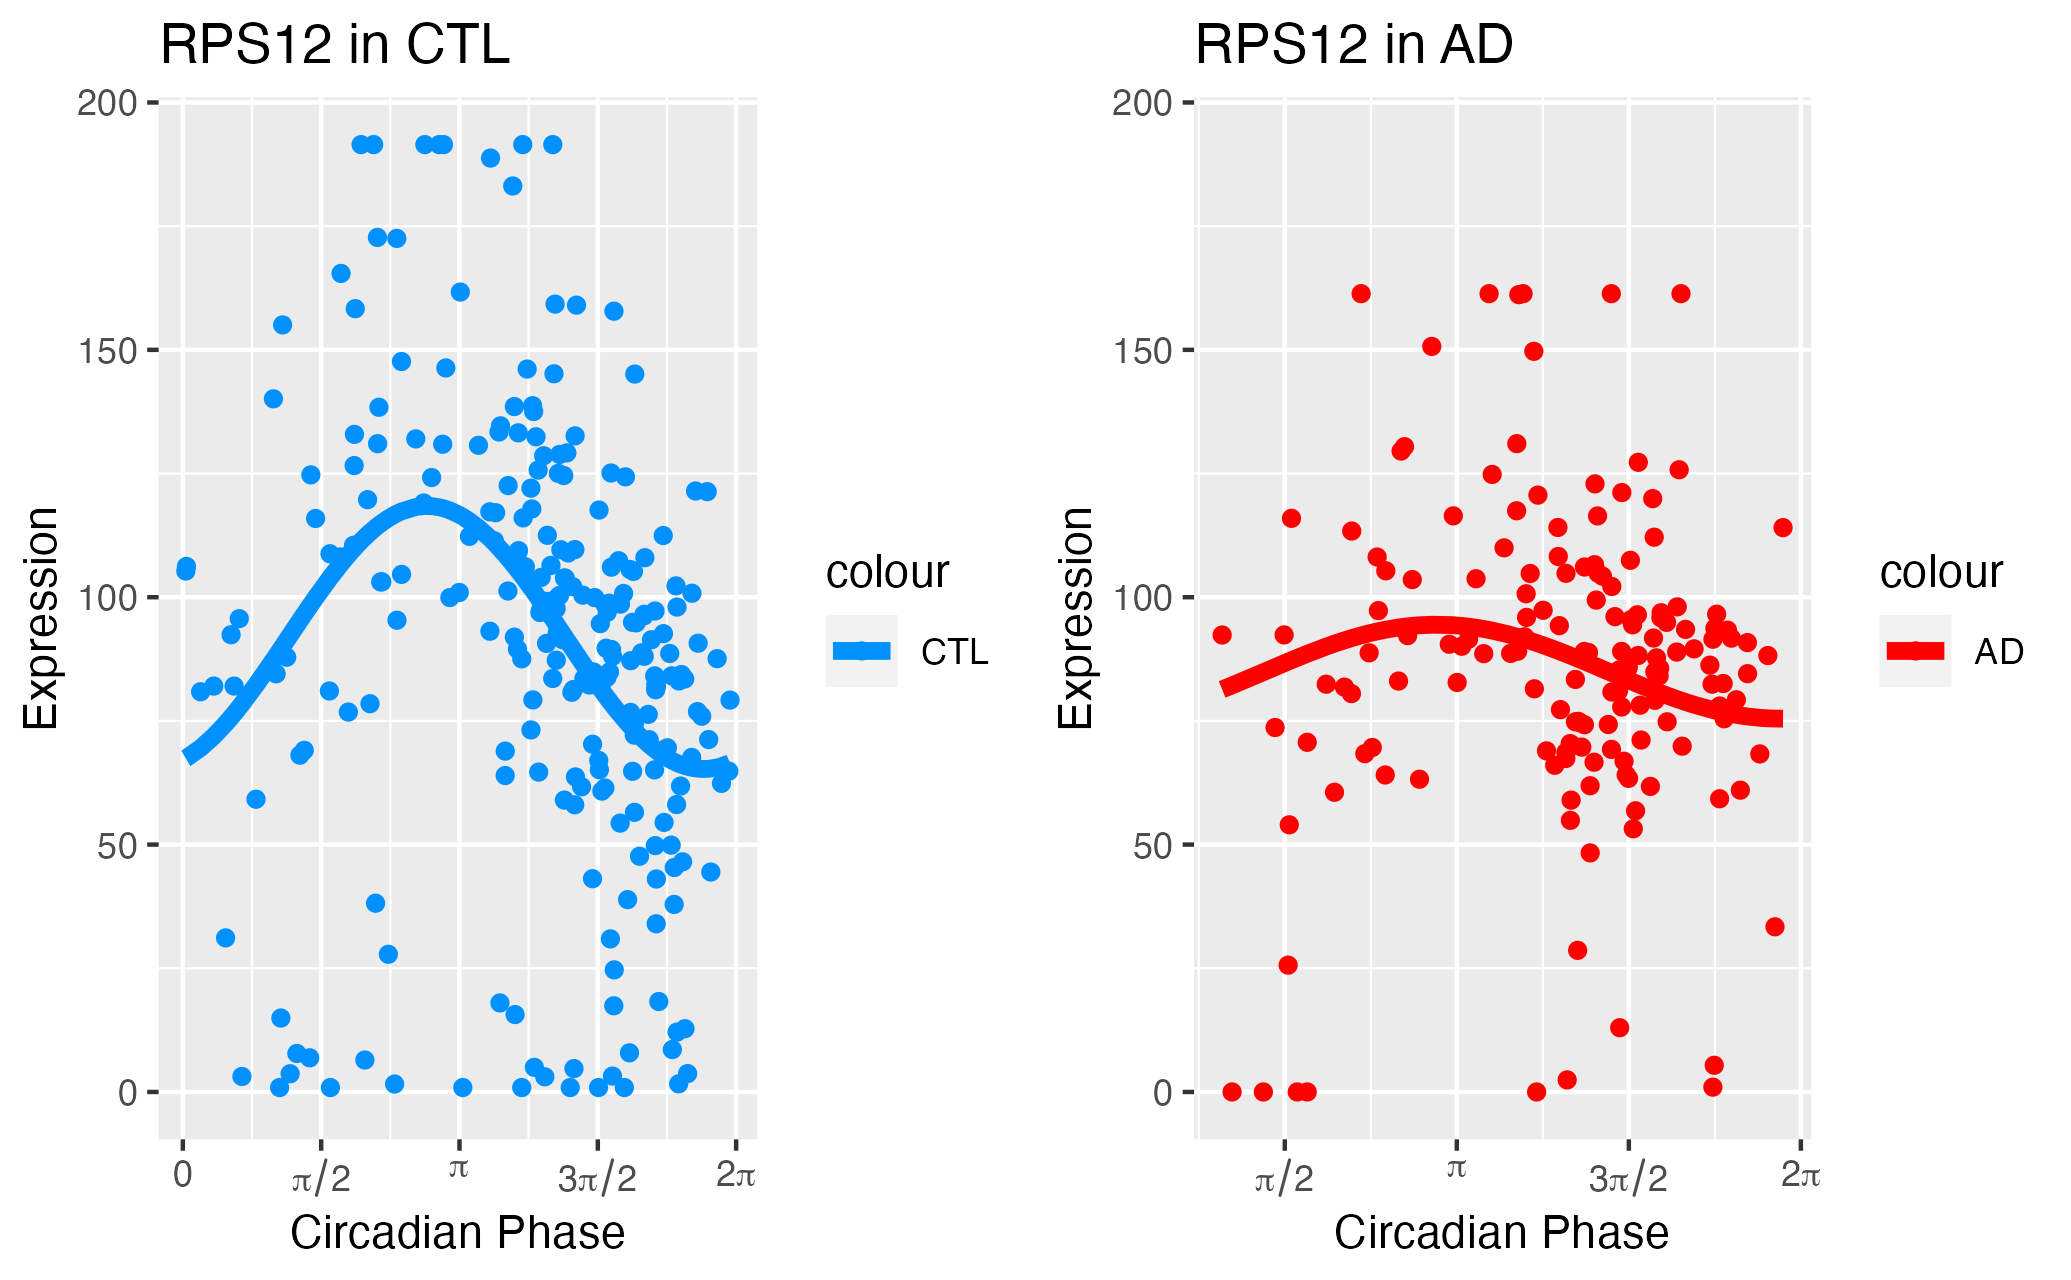 RPS12 in CTL
200
150
100
50
0
Expression
0 π/2 π 3π/2 2π
Circadian Phase
colour
CTL
RPS12 in AD
200
150
100
50
0
Expression
π/2 π 3π/2 2π
Circadian Phase
colour
AD